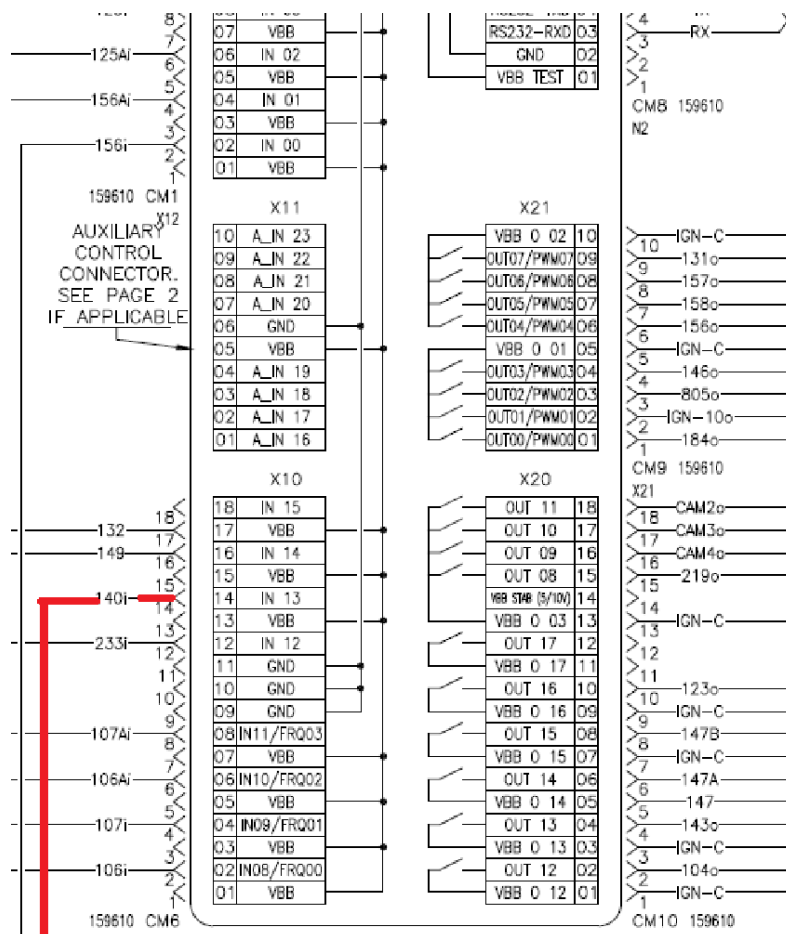 8
7
125Ai
6
5
156Ai
4
3
156i
2
1
159610 CM1
X12
AUXILIARY
CONTROL
CONNECTOR.
SEE PAGE 2
IF APPLICABLE
07 VBB
06 IN 02
05 VBB
04 IN 01
03 VBB
02 IN 00
01 VBB
RS232-RXD 03
GND 02
VBB TEST 01
4
RX
3
2
1
CM8 159610
N2
X11
10 A_IN 23
09 A_IN 22
08 A_IN 21
07 A_IN 20
06 GND
05 VBB
04 A_IN 19
03 A_IN 18
02 A_IN 17
01 A_IN 16
X21
VBB O 02 10
OUT07/PWM07 09
OUT06/PWM06 08
OUT05/PWM05 07
OUT04/PWM04 06
VBB O 01 05
OUT03/PWM03 04
OUT02/PWM02 03
OUT01/PWM01 02
OUT00/PWM00 01
IGN-C
10
131o
9
157o
8
158o
7
156o
6
IGN-C
5
146o
4
805o
3
IGN-10o
2
184o
1
CM9 159610
X21
X10
18 IN 15
17 VBB
16 IN 14
15 VBB
14 IN 13
13 VBB
12 IN 12
11 GND
10 GND
09 GND
08 IN11/FRQ03
07 VBB
06 IN10/FRQ02
05 VBB
04 IN09/FRQ01
03 VBB
02 IN08/FRQ00
01 VBB
18
132
17
149
16
15
140i
14
13
233i
12
11
10
9
107Ai
8
7
106Ai
6
5
107i
4
3
106i
2
1
159610 CM6
X20
OUT 11 18
OUT 10 17
OUT 09 16
OUT 08 15
VBB STAB (5/10V) 14
VBB O 03 13
OUT 17 12
VBB O 17 11
OUT 16 10
VBB O 16 09
OUT 15 08
VBB O 15 07
OUT 14 06
VBB O 14 05
OUT 13 04
VBB O 13 03
OUT 12 02
VBB O 12 01
CAM2o
18
CAM3o
17
CAM4o
16
219o
15
14
IGN-C
13
12
11
123o
10
IGN-C
9
147B
8
IGN-C
7
147A
6
147
5
143o
4
IGN-C
3
104o
2
IGN-C
1
CM10 159610